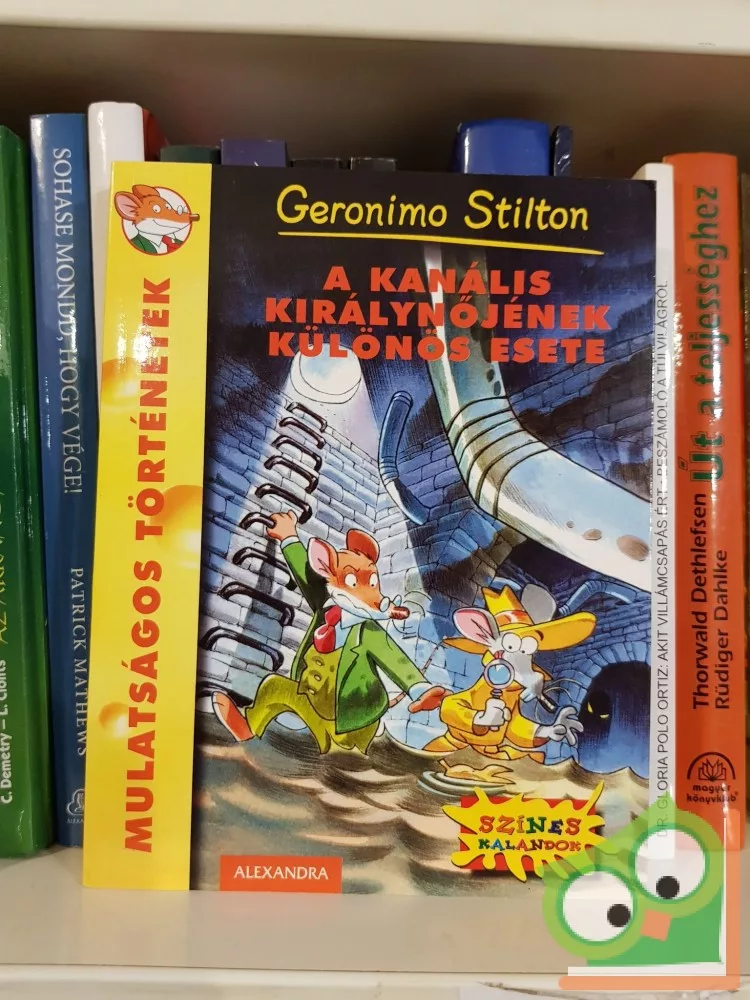 Geronimo Stilton
A KANÁLIS
KIRÁLYNŐJÉNEK
KÜLÖNÖS ESETE
MULATSÁGOS TÖRTÉNETEK
SZÍNES
KALANDOK
ALEXANDRA
C. Demetry – L. Clonts
SOHASE MONDD, HOGY VÉGE!
PATRICK MATHEWS
DR. GLORIA POLO ORTIZ: AKIT VILLÁMCSAPÁS ÉRT - BESZÁMOLÓ A TÚLVILÁGRÓL
Thorwald Dethlefsen
Rüdiger Dahlke
Út a teljességhez
magyar
könyvklub